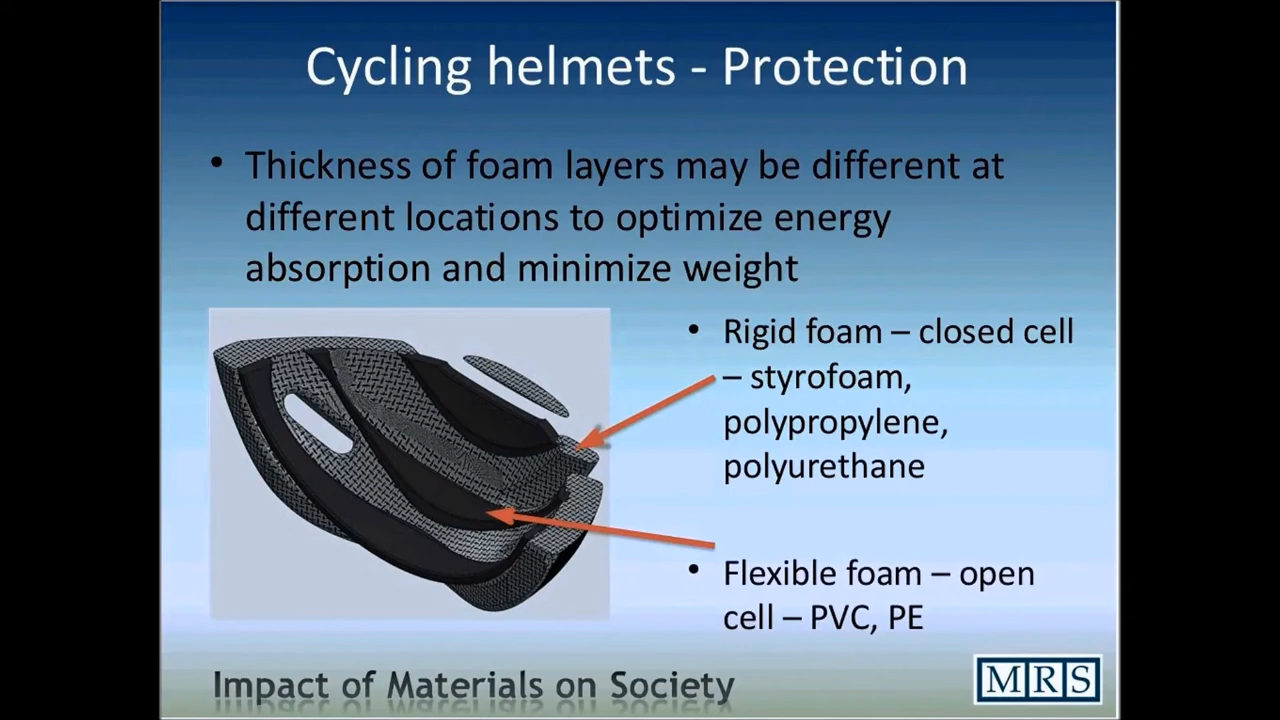 Cycling helmets - Protection
• Thickness of foam layers may be different at
different locations to optimize energy
absorption and minimize weight
• Rigid foam – closed cell
– styrofoam,
polypropylene,
polyurethane
• Flexible foam – open
cell – PVC, PE
Impact of Materials on Society
MRS